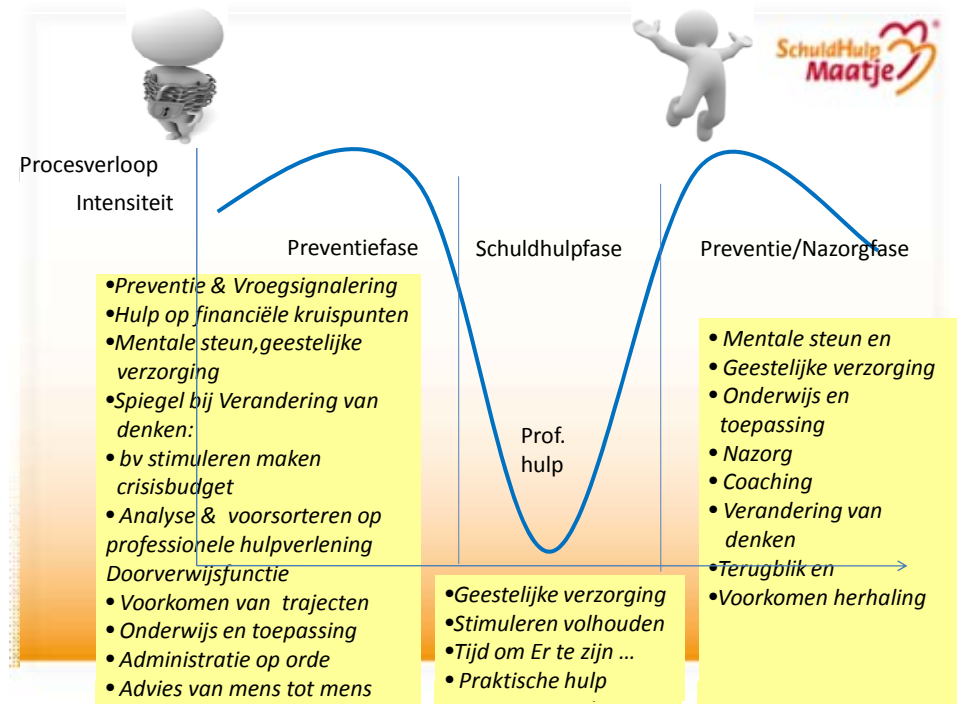 SchuldHulp
Maatje
Procesverloop
Intensiteit
Preventiefase
Schuldhulpfase
Preventie/Nazorgfase
•Preventie & Vroegsignalering
•Hulp op financiële kruispunten
•Mentale steun,geestelijke
verzorging
•Spiegel bij Verandering van
denken:
• bv stimuleren maken
crisisbudget
• Analyse & voorsorteren op
professionele hulpverlening
Doorverwijsfunctie
• Voorkomen van trajecten
• Onderwijs en toepassing
• Administratie op orde
• Advies van mens tot mens
Prof.
hulp
•Geestelijke verzorging
•Stimuleren volhouden
•Tijd om Er te zijn ...
• Praktische hulp
• Mentale steun en
• Geestelijke verzorging
• Onderwijs en
toepassing
• Nazorg
• Coaching
• Verandering van
denken
•Terugblik en
•Voorkomen herhaling